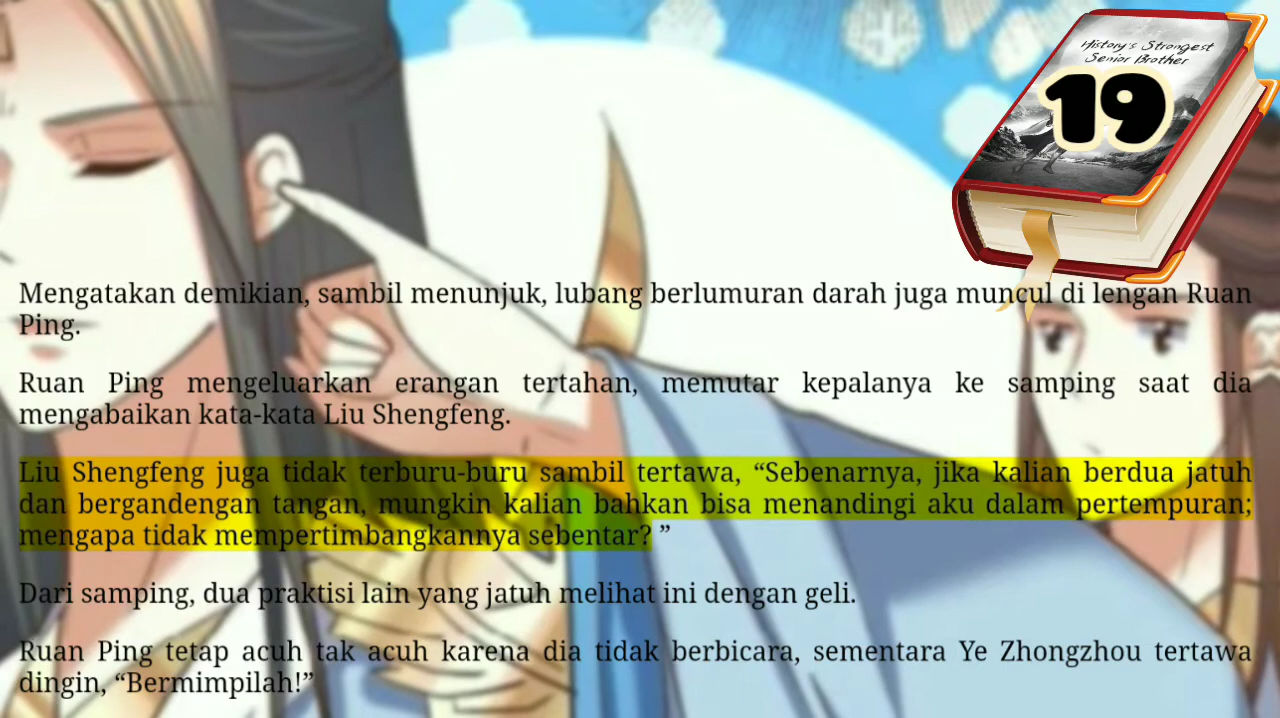 History's Strongest
Senior Brother
19
Mengatakan demikian, sambil menunjuk, lubang berlumuran darah juga muncul di lengan Ruan
Ping.
Ruan Ping mengeluarkan erangan tertahan, memutar kepalanya ke samping saat dia
mengabaikan kata-kata Liu Shengfeng.
Liu Shengfeng juga tidak terburu-buru sambil tertawa, “Sebenarnya, jika kalian berdua jatuh
dan bergandengan tangan, mungkin kalian bahkan bisa menandingi aku dalam pertempuran;
mengapa tidak mempertimbangkannya sebentar? ”
Dari samping, dua praktisi lain yang jatuh melihat ini dengan geli.
Ruan Ping tetap acuh tak acuh karena dia tidak berbicara, sementara Ye Zhongzhou tertawa
dingin, “Bermimpilah!”